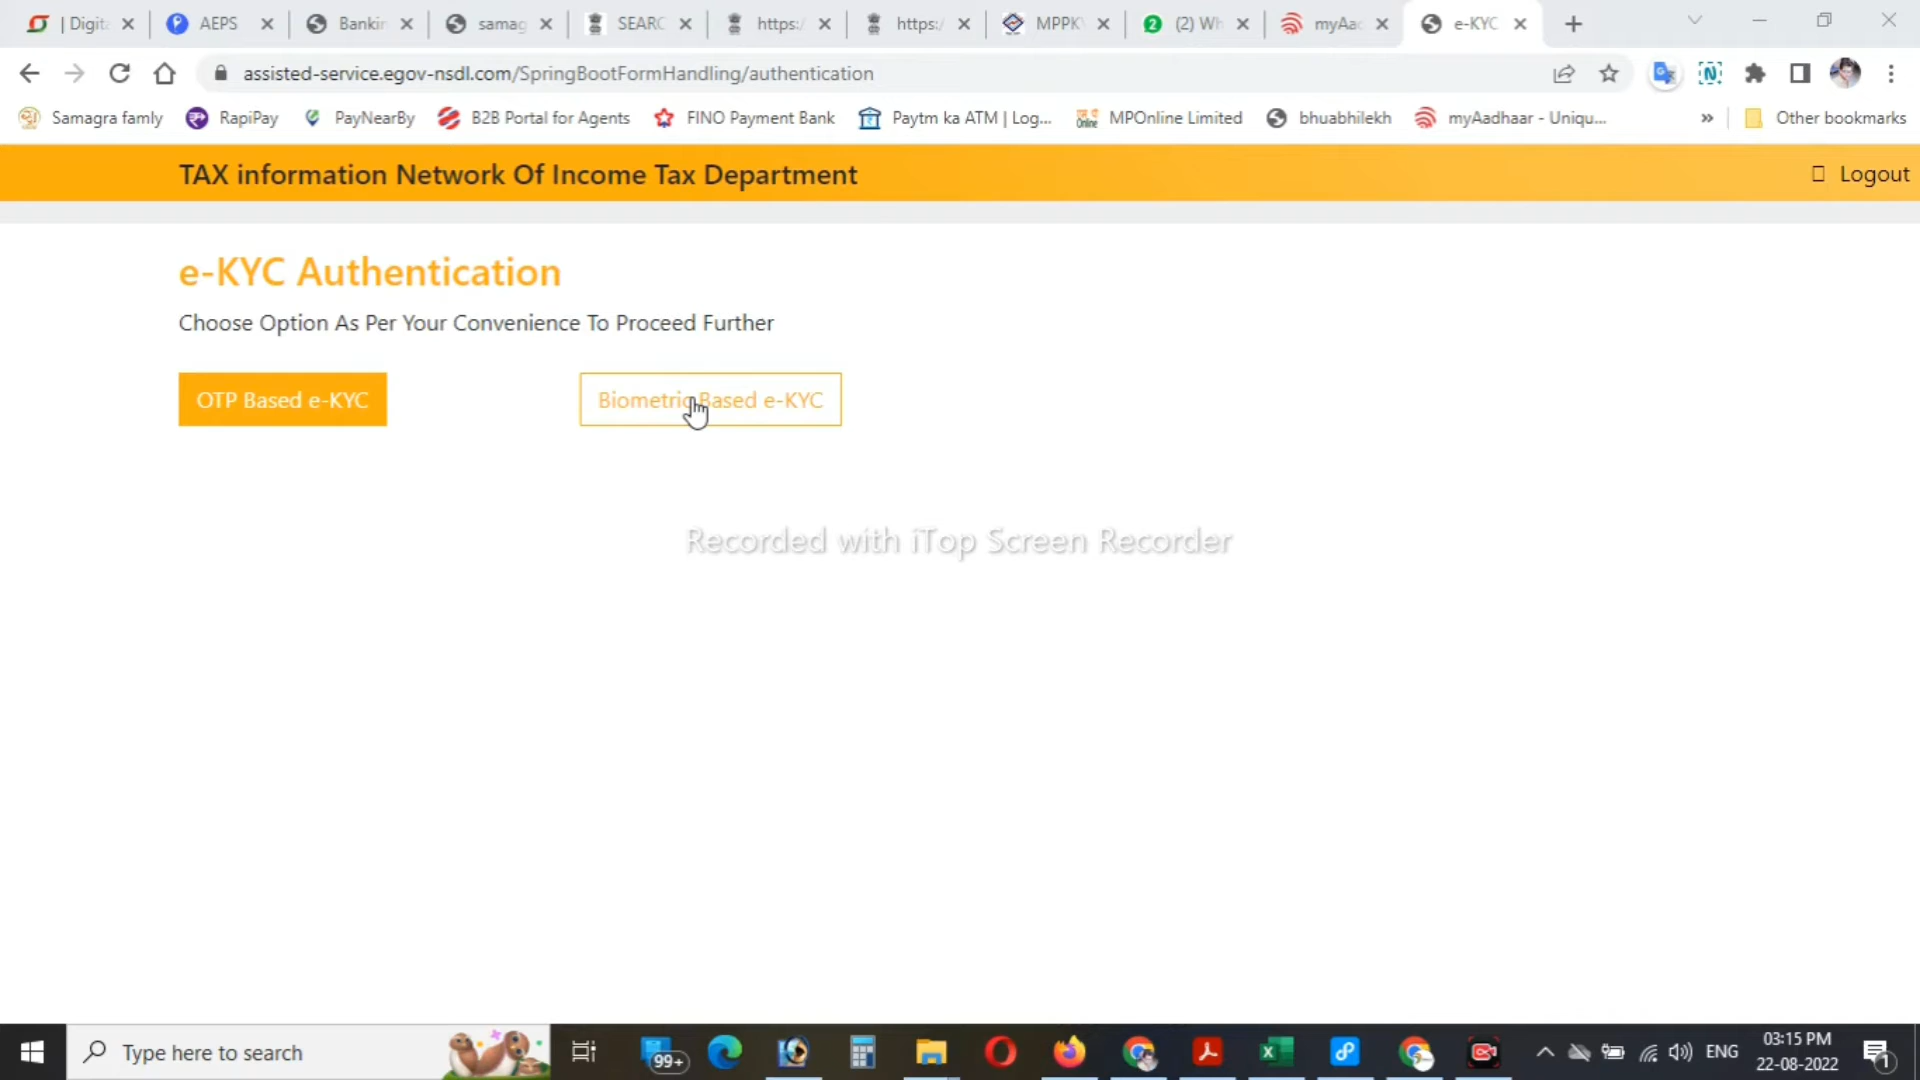 | Digit
AEPS
Bankin
samag
SEARC
https:/
https:/
MPPK
(2) Wh
myAac
e-KYC
assisted-service.egov-nsdl.com/SpringBootFormHandling/authentication
Samagra famly
RapiPay
PayNearBy
B2B Portal for Agents
FINO Payment Bank
Paytm ka ATM | Log...
MPOnline Limited
bhuabhilekh
myAadhaar - Uniqu...
»
Other bookmarks
TAX information Network Of Income Tax Department
Logout
e-KYC Authentication
Choose Option As Per Your Convenience To Proceed Further
OTP Based e-KYC
Biometric Based e-KYC
Recorded with iTop Screen Recorder
Type here to search
99+
ENG
03:15 PM
22-08-2022
1